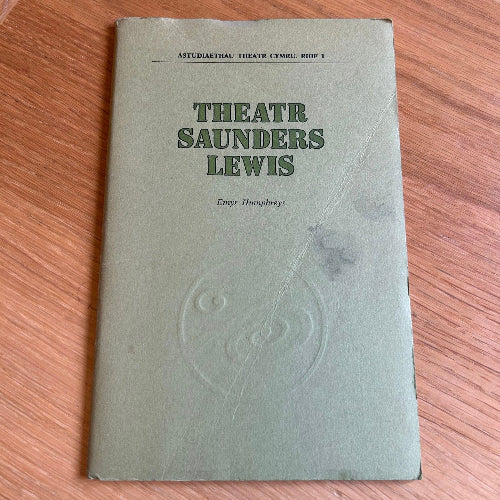 ASTUDIAETHAU THEATR CYMRU: RHIF 1
THEATR
SAUNDERS
LEWIS
Emyr Humphreys